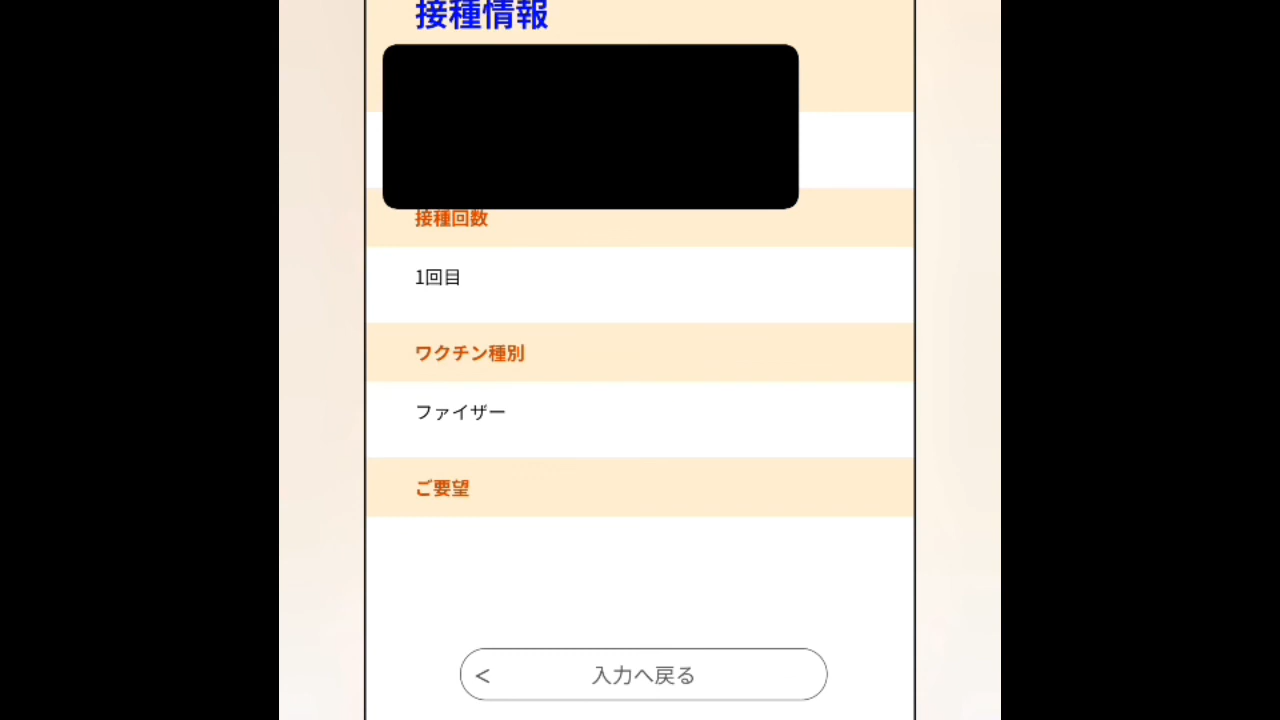 接種情報
接種回数
1回目
ワクチン種別
ファイザー
ご要望
< 入力へ戻る